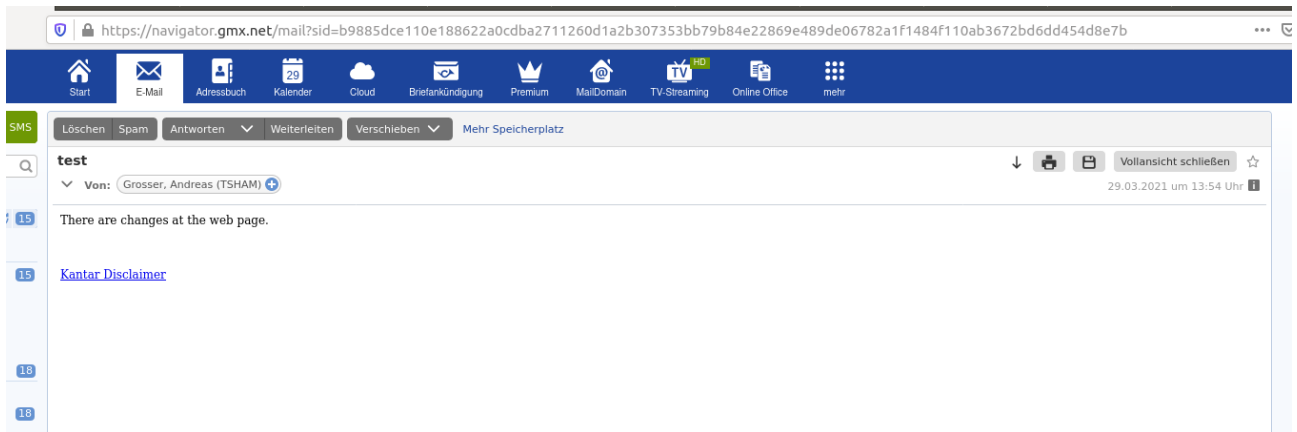 https://navigator.gmx.net/mail?sid=b9885dce110e188622a0cdba2711260d1a2b307353bb79b84e22869e489de06782a1f1484f110ab3672bd6dd454d8e7b
HD
29 TV
Start E-Mail Adressbuch Kalender Cloud Briefankündigung Premium MailDomain TV-Streaming Online Office mehr
SMS Löschen Spam Antworten Weiterleiten Verschieben Mehr Speicherplatz
test Vollansicht schließen
Von: Grosser, Andreas (TSHAM) 29.03.2021 um 13:54 Uhr
15 There are changes at the web page.
15 Kantar Disclaimer
18
18